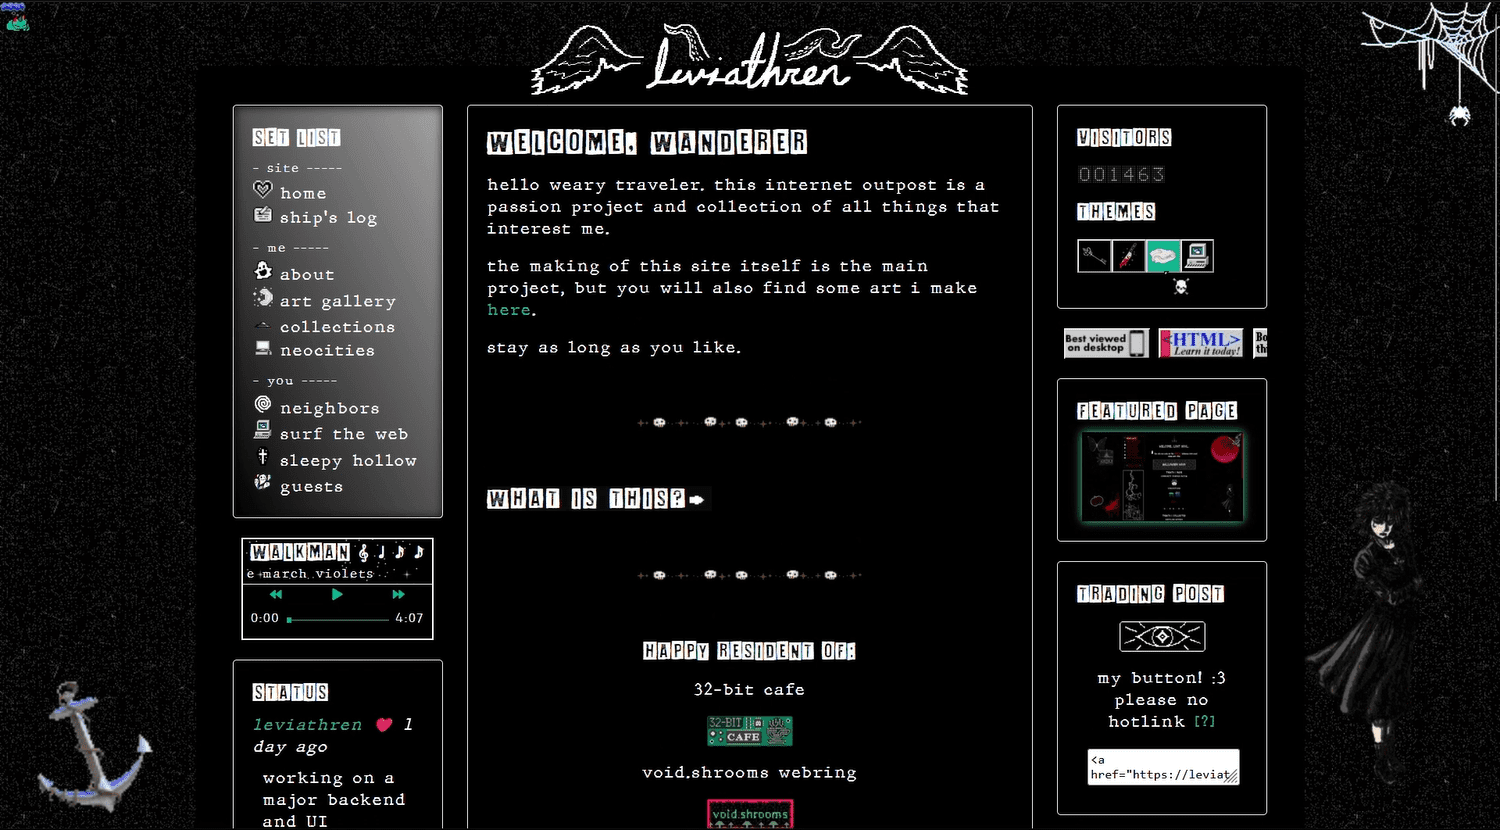 leviathren
SET LIST
- site -----
home
ship's log
- me -----
about
art gallery
collections
neocities
- you -----
neighbors
surf the web
sleepy hollow
guests
WALKMAN
e march violets
0:00 4:07
STATUS
leviathren 1
day ago
working on a
major backend
and UI
WELCOME, WANDERER
hello weary traveler. this internet outpost is a
passion project and collection of all things that
interest me.
the making of this site itself is the main
project, but you will also find some art i make
here.
stay as long as you like.
WHAT IS THIS?
HAPPY RESIDENT OF:
32-bit cafe
32-BIT
CAFE
void.shrooms webring
void.shrooms
VISITORS
001463
THEMES
Best viewed
on desktop
<HTML>
Learn it today!
FEATURED PAGE
TRADING POST
my button! :3
please no
hotlink [?]
<a
href="https://leviat